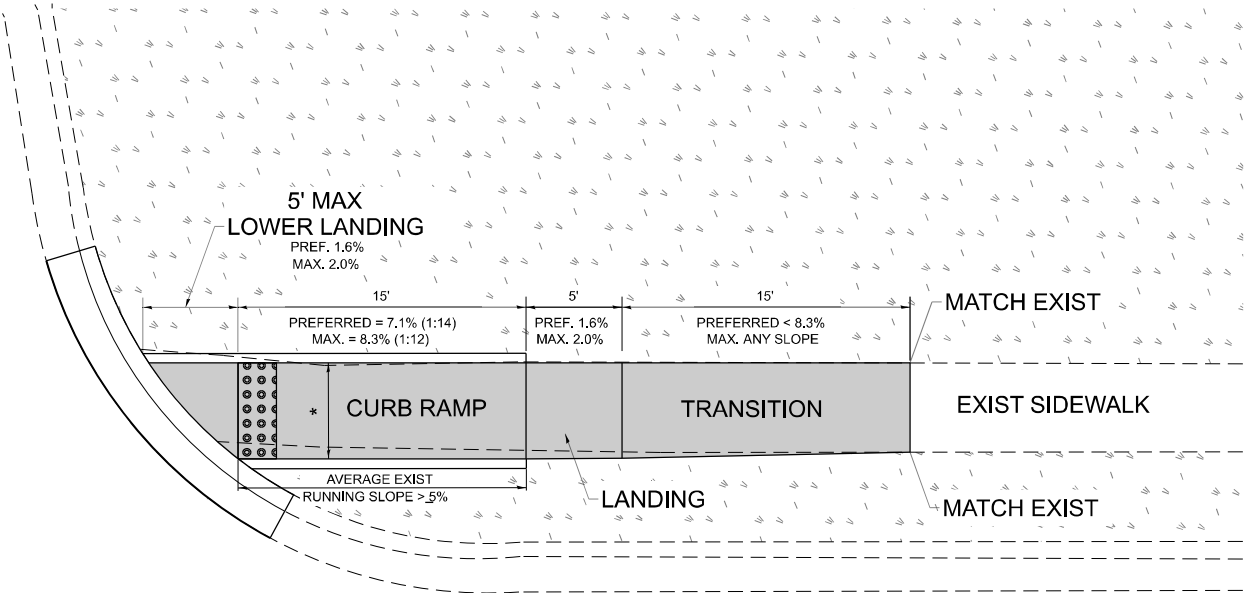 5' MAX
LOWER LANDING
PREF. 1.6%
MAX. 2.0%
15'
5'
15'
PREFERRED = 7.1% (1:14)
MAX. = 8.3% (1:12)
PREF. 1.6%
MAX. 2.0%
PREFERRED < 8.3%
MAX. ANY SLOPE
MATCH EXIST
*
CURB RAMP
TRANSITION
EXIST SIDEWALK
AVERAGE EXIST
RUNNING SLOPE > 5%
LANDING
MATCH EXIST